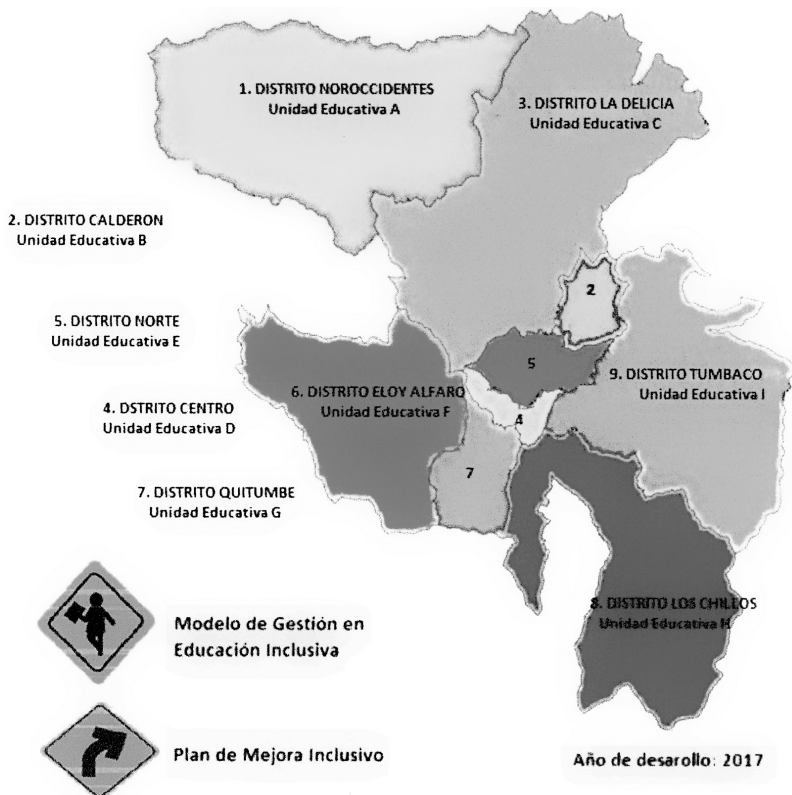 1. DISTRITO NOROCCIDENTES
Unidad Educativa A
3. DISTRITO LA DELICIA
Unidad Educativa C
2. DISTRITO CALDERON
Unidad Educativa B
2
5. DISTRITO NORTE
Unidad Educativa E
5
9. DISTRITO TUMBACO
Unidad Educativa I
6. DISTRITO ELOY ALFARO
Unidad Educativa F
4. DSTRITO CENTRO
Unidad Educativa D
4
7
7. DISTRITO QUITUMBE
Unidad Educativa G
8. DISTRITO LOS CHILLOS
Unidad Educativa H
Modelo de Gestión en
Educación Inclusiva
Plan de Mejora Inclusivo
Año de desarollo: 2017